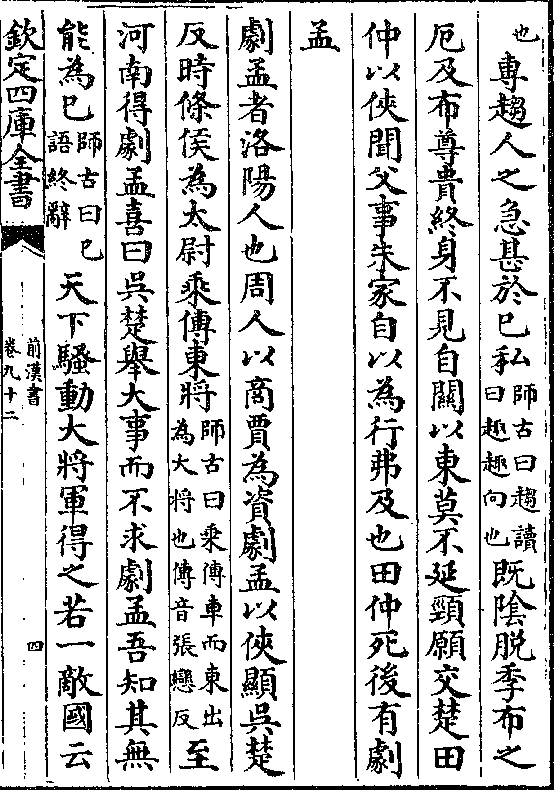 也專趨人之急甚於已私師古曰趨讀曰趣趣向也既陰脱季布之
厄及布尊貴終身不見自關以東莫不延頸願交楚田
仲以俠聞父事朱家自以為行弗及也田仲死後有劇
孟
劇孟者洛陽人也周人以商賈為資劇孟以俠顯吳楚
反時條侯為太尉乘傳東將師古曰乘傳車而東出為大將也傳音張戀反至
河南得劇孟喜曰吳楚舉大事而不求劇孟吾知其無
能為已師古曰已語終辭天下騷動大將軍得之若一敵國云
欽定四庫全書
前漢書
卷九十二
四